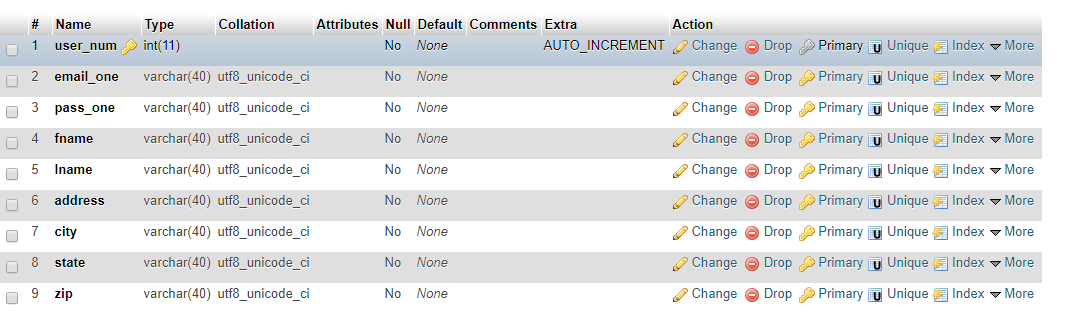 # Name Type Collation Attributes Null Default Comments Extra Action
1 user_num int(11) No None AUTO_INCREMENT Change Drop Primary Unique Index More
2 email_one varchar(40) utf8_unicode_ci No None Change Drop Primary Unique Index More
3 pass_one varchar(40) utf8_unicode_ci No None Change Drop Primary Unique Index More
4 fname varchar(40) utf8_unicode_ci No None Change Drop Primary Unique Index More
5 lname varchar(40) utf8_unicode_ci No None Change Drop Primary Unique Index More
6 address varchar(40) utf8_unicode_ci No None Change Drop Primary Unique Index More
7 city varchar(40) utf8_unicode_ci No None Change Drop Primary Unique Index More
8 state varchar(40) utf8_unicode_ci No None Change Drop Primary Unique Index More
9 zip varchar(40) utf8_unicode_ci No None Change Drop Primary Unique Index More